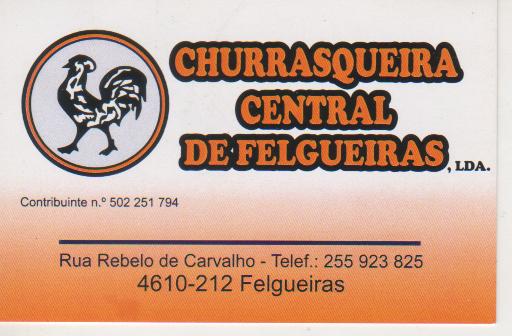 CHURRASQUEIRA
CENTRAL
DE FELGUEIRAS, LDA.
Contribuinte n.º 502 251 794
Rua Rebelo de Carvalho - Telef.: 255 923 825
4610-212 Felgueiras